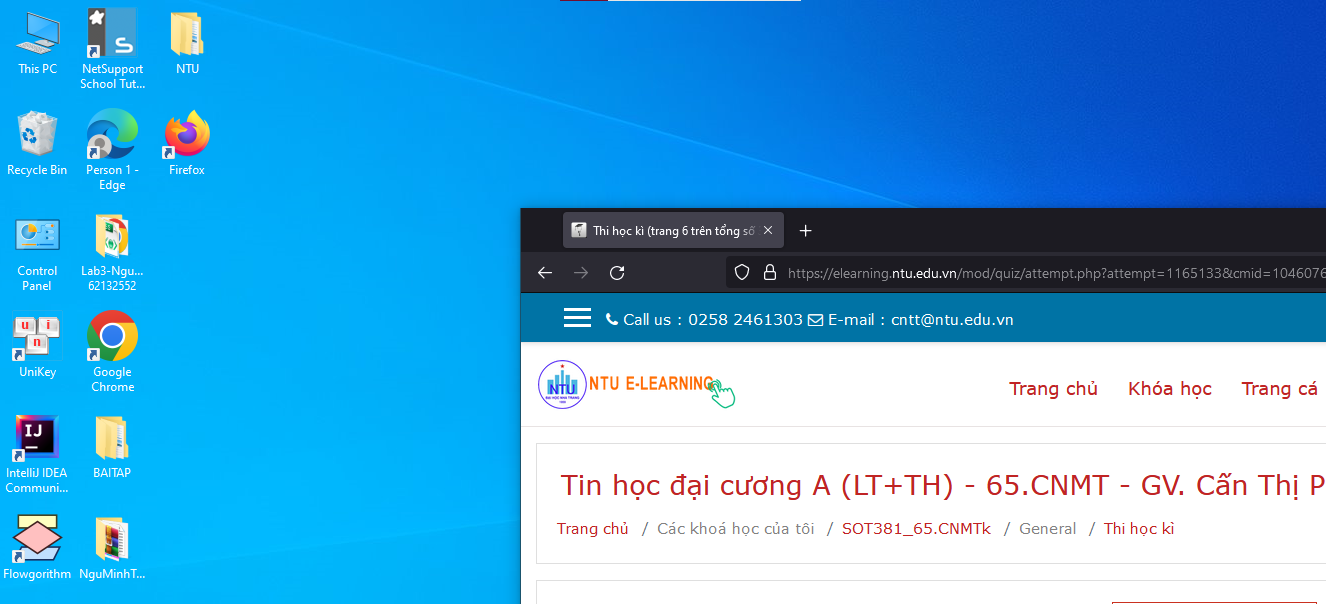 This PC
NetSupport
School Tut...
NTU
Recycle Bin
Person 1 -
Edge
Firefox
Control
Panel
Lab3-Ngu...
62132552
UniKey
Google
Chrome
IntelliJ IDEA
Communi...
BAITAP
Flowgorithm
NguMinhT...
Thi học kì (trang 6 trên tổng số
https://elearning.ntu.edu.vn/mod/quiz/attempt.php?attempt=1165133&cmid=1046076
Call us : 0258 2461303 E-mail : cntt@ntu.edu.vn
NTU
NTU E-LEARNING
Trang chủ Khóa học Trang cá
Tin học đại cương A (LT+TH) - 65.CNMT - GV. Cấn Thị P
Trang chủ / Các khoá học của tôi / SOT381_65.CNMTk / General / Thi học kì